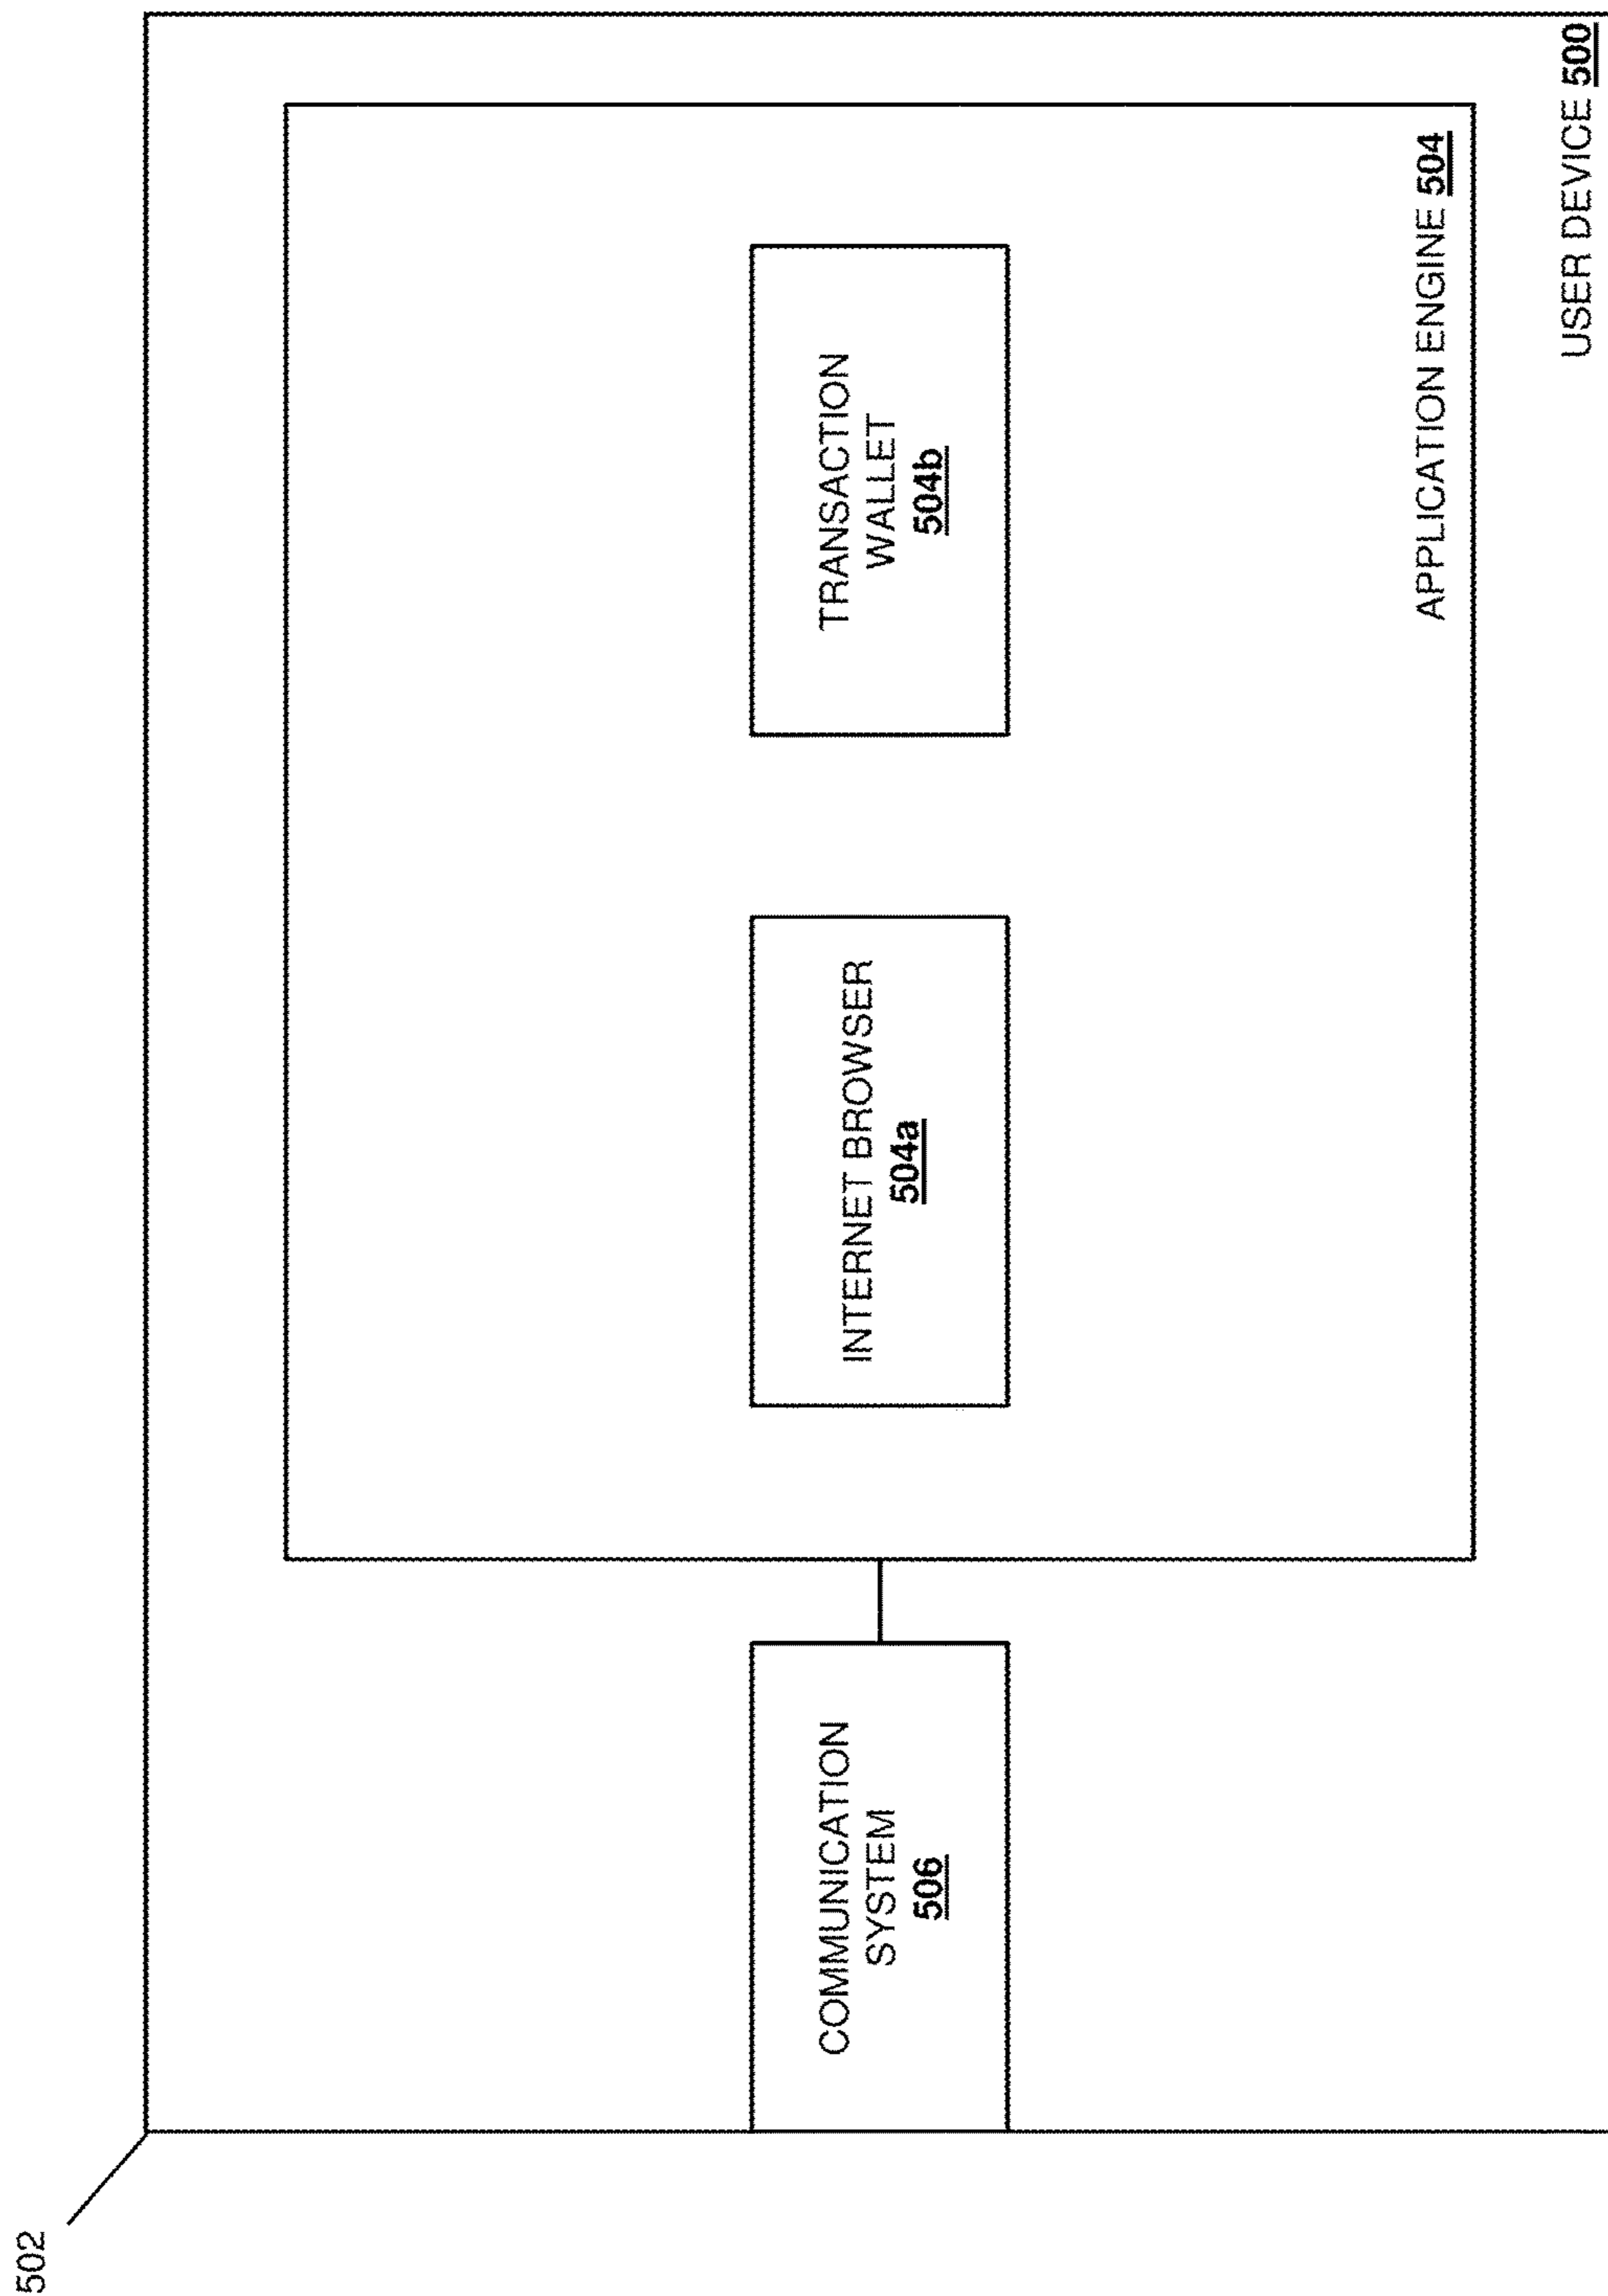 502
COMMUNICATION
SYSTEM
506
INTERNET BROWSER
504a
TRANSACTION
WALLET
504b
APPLICATION ENGINE 504
USER DEVICE 500